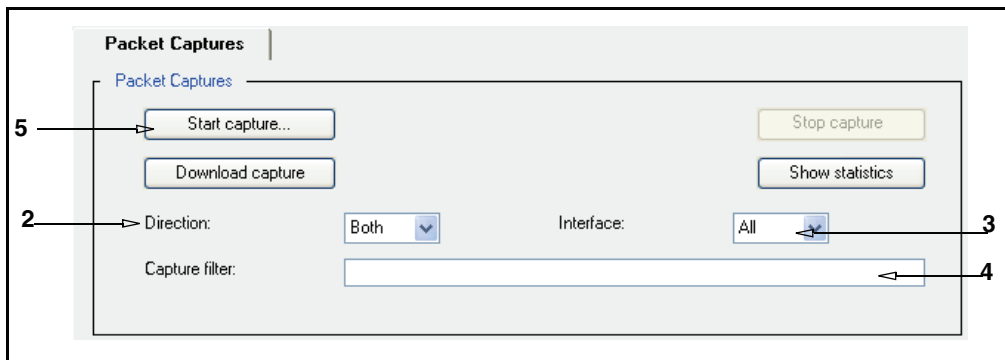 Packet Captures
Packet Captures
5 Start capture... Stop capture
Download capture Show statistics
2 Direction: Both Interface: All 3
Capture filter: 4